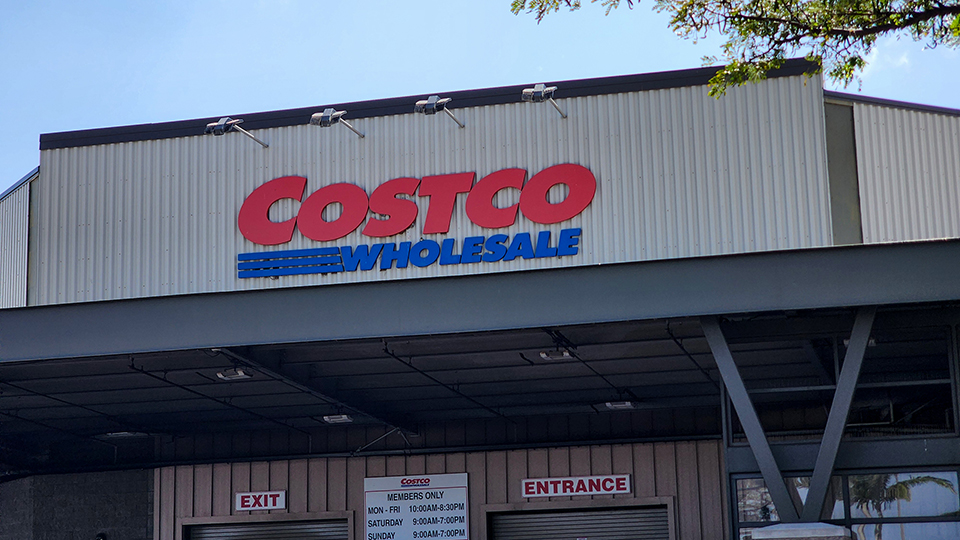 COSTCO
WHOLESALE
EXIT
COSTCO
MEMBERS ONLY
MON - FRI 10:00AM-8:30PM
SATURDAY 9:00AM-7:00PM
SUNDAY 9:00AM-7:00PM
ENTRANCE